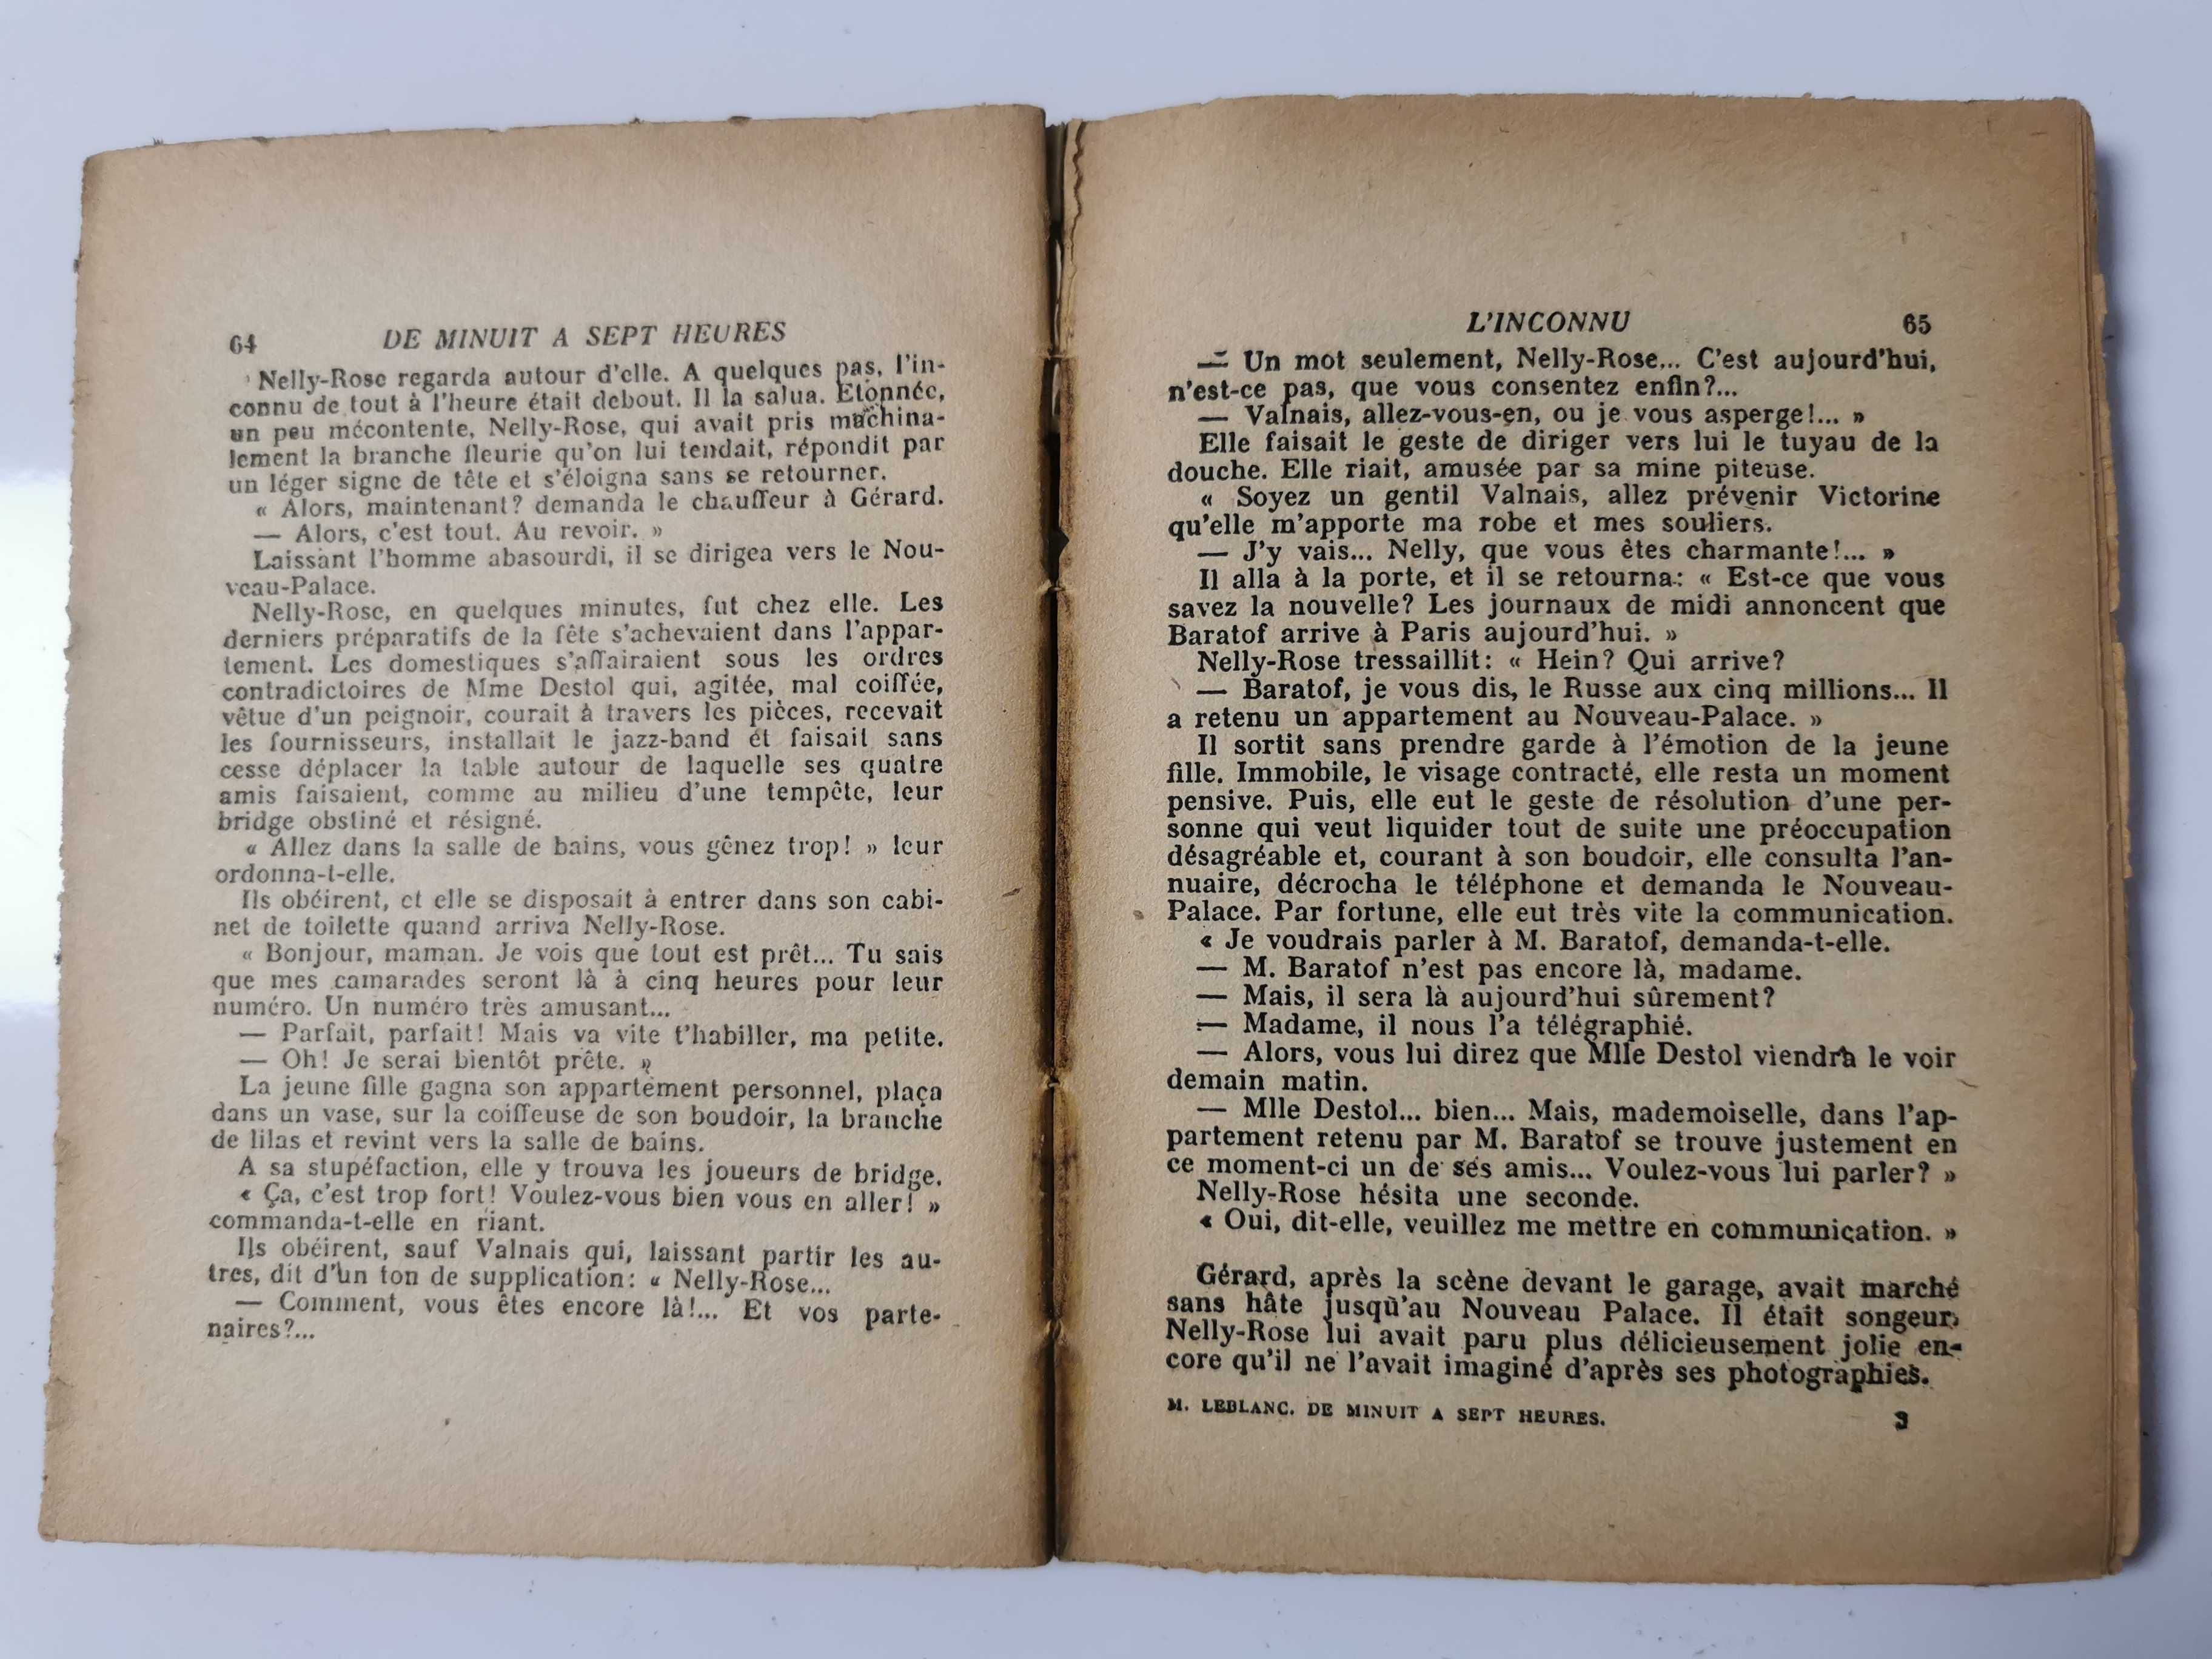 64 DE MINUIT A SEPT HEURES
Nelly-Rose regarda autour d'elle. A quelques pas, l'in-
connu de tout à l'heure était debout. Il la salua. Etonnée,
un peu mécontente, Nelly-Rose, qui avait pris machina-
lement la branche fleurie qu'on lui tendait, répondit par
un léger signe de tête et s'éloigna sans se retourner.
« Alors, maintenant? demanda le chauffeur à Gérard.
— Alors, c'est tout. Au revoir. »
Laissant l'homme abasourdi, il se dirigea vers le Nou-
veau-Palace.
Nelly-Rose, en quelques minutes, fut chez elle. Les
derniers préparatifs de la fête s'achevaient dans l'appar-
tement. Les domestiques s'affairaient sous les ordres
contradictoires de Mme Destol qui, agitée, mal coiffée,
vêtue d'un peignoir, courait à travers les pièces, recevait
les fournisseurs, installait le jazz-band et faisait sans
cesse déplacer la table autour de laquelle ses quatre
amis faisaient, comme au milieu d'une tempête, leur
bridge obstiné et résigné.
« Allez dans la salle de bains, vous gênez trop! » leur
ordonna-t-elle.
Ils obéirent, et elle se disposait à entrer dans son cabi-
net de toilette quand arriva Nelly-Rose.
« Bonjour, maman. Je vois que tout est prêt... Tu sais
que mes camarades seront là à cinq heures pour leur
numéro. Un numéro très amusant...
— Parfait, parfait! Mais va vite t'habiller, ma petite.
— Oh! Je serai bientôt prête. »
La jeune fille gagna son appartement personnel, plaça
dans un vase, sur la coiffeuse de son boudoir, la branche
de lilas et revint vers la salle de bains.
A sa stupéfaction, elle y trouva les joueurs de bridge.
« Ça, c'est trop fort! Voulez-vous bien vous en aller! »
commanda-t-elle en riant.
Ils obéirent, sauf Valnais qui, laissant partir les au-
tres, dit d'un ton de supplication: « Nelly-Rose...
— Comment, vous êtes encore là!... Et vos parte-
naires?...
L'INCONNU 65
— Un mot seulement, Nelly-Rose... C'est aujourd'hui,
n'est-ce pas, que vous consentez enfin?...
— Valnais, allez-vous-en, ou je vous asperge!... »
Elle faisait le geste de diriger vers lui le tuyau de la
douche. Elle riait, amusée par sa mine piteuse.
« Soyez un gentil Valnais, allez prévenir Victorine
qu'elle m'apporte ma robe et mes souliers.
— J'y vais... Nelly, que vous êtes charmante!... »
Il alla à la porte, et il se retourna: « Est-ce que vous
savez la nouvelle? Les journaux de midi annoncent que
Baratof arrive à Paris aujourd'hui. »
Nelly-Rose tressaillit: « Hein? Qui arrive?
— Baratof, je vous dis, le Russe aux cinq millions... Il
a retenu un appartement au Nouveau-Palace. »
Il sortit sans prendre garde à l'émotion de la jeune
fille. Immobile, le visage contracté, elle resta un moment
pensive. Puis, elle eut le geste de résolution d'une per-
sonne qui veut liquider tout de suite une préoccupation
désagréable et, courant à son boudoir, elle consulta l'an-
nuaire, décrocha le téléphone et demanda le Nouveau-
Palace. Par fortune, elle eut très vite la communication.
« Je voudrais parler à M. Baratof, demanda-t-elle.
— M. Baratof n'est pas encore là, madame.
— Mais, il sera là aujourd'hui sûrement?
— Madame, il nous l'a télégraphié.
— Alors, vous lui direz que Mlle Destol viendra le voir
demain matin.
— Mlle Destol... bien... Mais, mademoiselle, dans l'ap-
partement retenu par M. Baratof se trouve justement en
ce moment-ci un de ses amis... Voulez-vous lui parler? »
Nelly-Rose hésita une seconde.
« Oui, dit-elle, veuillez me mettre en communication. »
Gérard, après la scène devant le garage, avait marché
sans hâte jusqu'au Nouveau Palace. Il était songeur,
Nelly-Rose lui avait paru plus délicieusement jolie en-
core qu'il ne l'avait imaginé d'après ses photographies.
M. LEBLANC. DE MINUIT A SEPT HEURES. 3